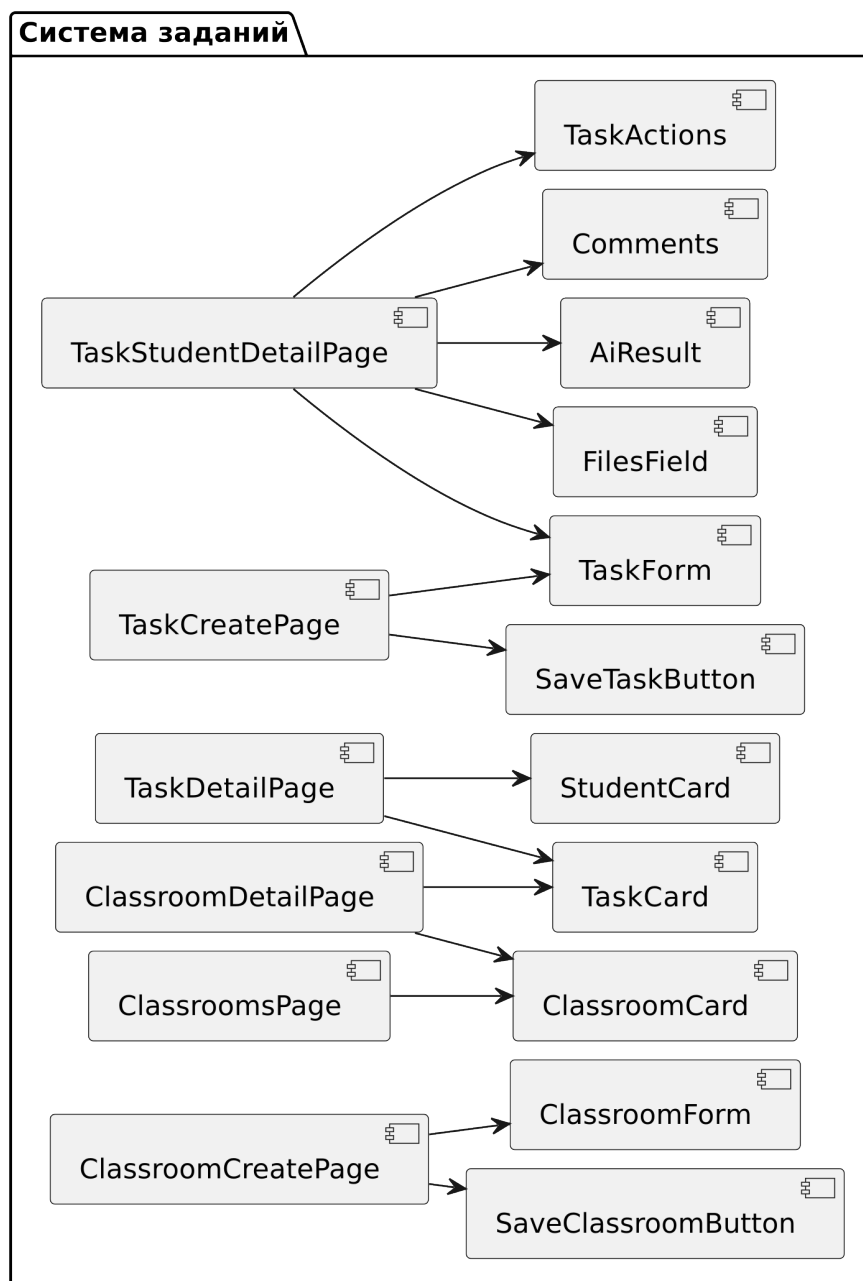 Система заданий
TaskActions
Comments
TaskStudentDetailPage
AiResult
FilesField
TaskForm
TaskCreatePage
SaveTaskButton
TaskDetailPage
StudentCard
ClassroomDetailPage
TaskCard
ClassroomsPage
ClassroomCard
ClassroomForm
ClassroomCreatePage
SaveClassroomButton